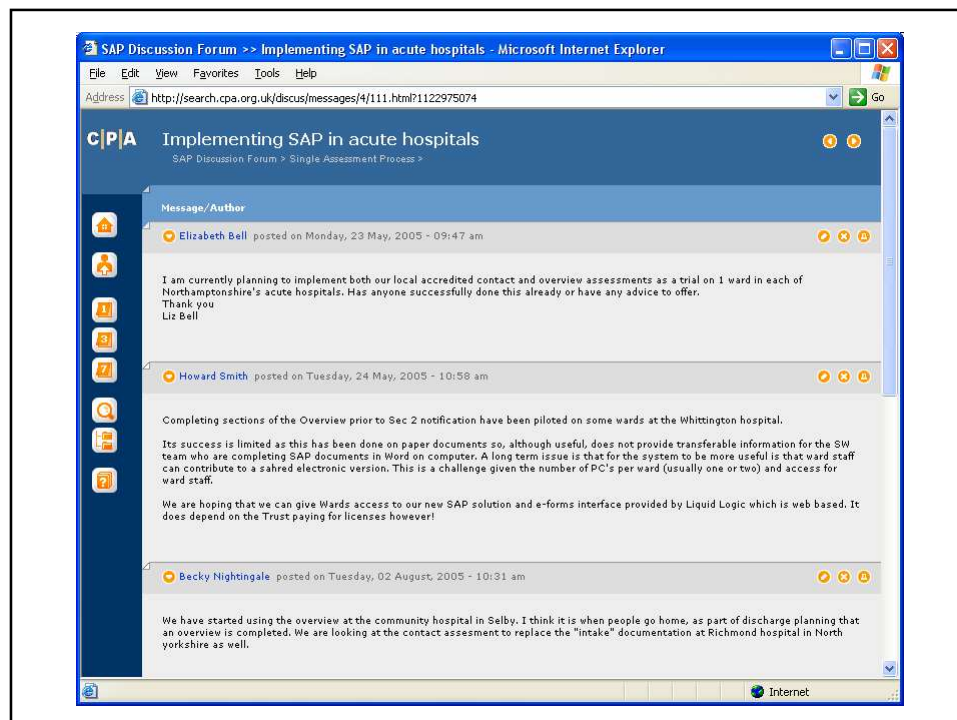 SAP Discussion Forum >> Implementing SAP in acute hospitals - Microsoft Internet Explorer
File Edit View Favorites Tools Help
Address http://search.cpa.org.uk/discus/messages/4/111.html?1122975074 Go
C|P|A Implementing SAP in acute hospitals
SAP Discussion Forum > Single Assessment Process >
Message/Author
Elizabeth Bell posted on Monday, 23 May, 2005 - 09:47 am
I am currently planning to implement both our local accredited contact and overview assessments as a trial on 1 ward in each of
Northamptonshire's acute hospitals. Has anyone successfully done this already or have any advice to offer.
Thank you
Liz Bell
1
3
7
Howard Smith posted on Tuesday, 24 May, 2005 - 10:58 am
Completing sections of the Overview prior to Sec 2 notification have been piloted on some wards at the Whittington hospital.
Its success is limited as this has been done on paper documents so, although useful, does not provide transferable information for the SW
team who are completing SAP documents in Word on computer. A long term issue is that for the system to be more useful is that ward staff
can contribute to a sahred electronic version. This is a challenge given the number of PC's per ward (usually one or two) and access for
ward staff.
We are hoping that we can give Wards access to our new SAP solution and e-forms interface provided by Liquid Logic which is web based. It
does depend on the Trust paying for licenses however!
?
Becky Nightingale posted on Tuesday, 02 August, 2005 - 10:31 am
We have started using the overview at the community hospital in Selby. I think it is when people go home, as part of discharge planning that
an overview is completed. We are looking at the contact assesment to replace the "intake" documentation at Richmond hospital in North
yorkshire as well.
Internet